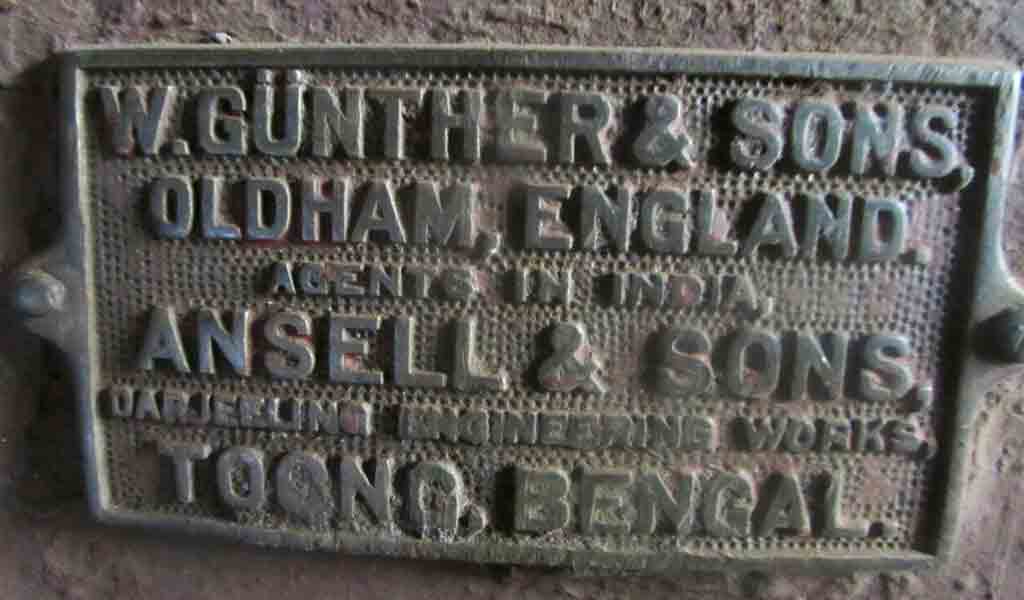 W. GÜNTHER & SONS,
OLDHAM, ENGLAND.
AGENTS IN INDIA,
ANSELL & SONS,
DARJEELING ENGINEERING WORKS,
TOONG, BENGAL.